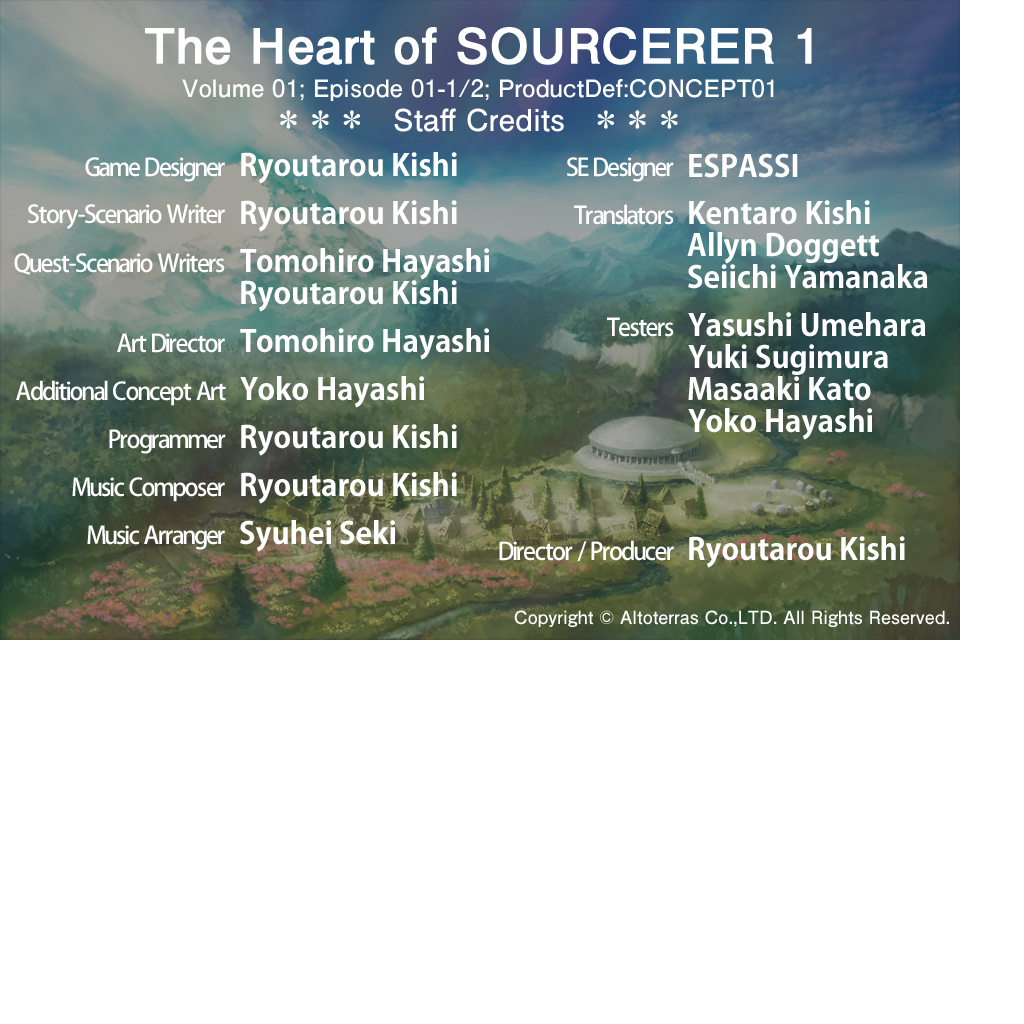 The Heart of SOURCERER 1
Volume 01; Episode 01-1/2; ProductDef:CONCEPT01
＊ ＊ ＊ Staff Credits ＊ ＊ ＊
Game Designer Ryoutarou Kishi
Story-Scenario Writer Ryoutarou Kishi
Quest-Scenario Writers Tomohiro Hayashi
Ryoutarou Kishi
Art Director Tomohiro Hayashi
Additional Concept Art Yoko Hayashi
Programmer Ryoutarou Kishi
Music Composer Ryoutarou Kishi
Music Arranger Syuhei Seki
SE Designer ESPASSI
Translators Kentaro Kishi
Allyn Doggett
Seiichi Yamanaka
Testers Yasushi Umehara
Yuki Sugimura
Masaaki Kato
Yoko Hayashi
Director / Producer Ryoutarou Kishi
Copyright © Altoterras Co.,LTD. All Rights Reserved.